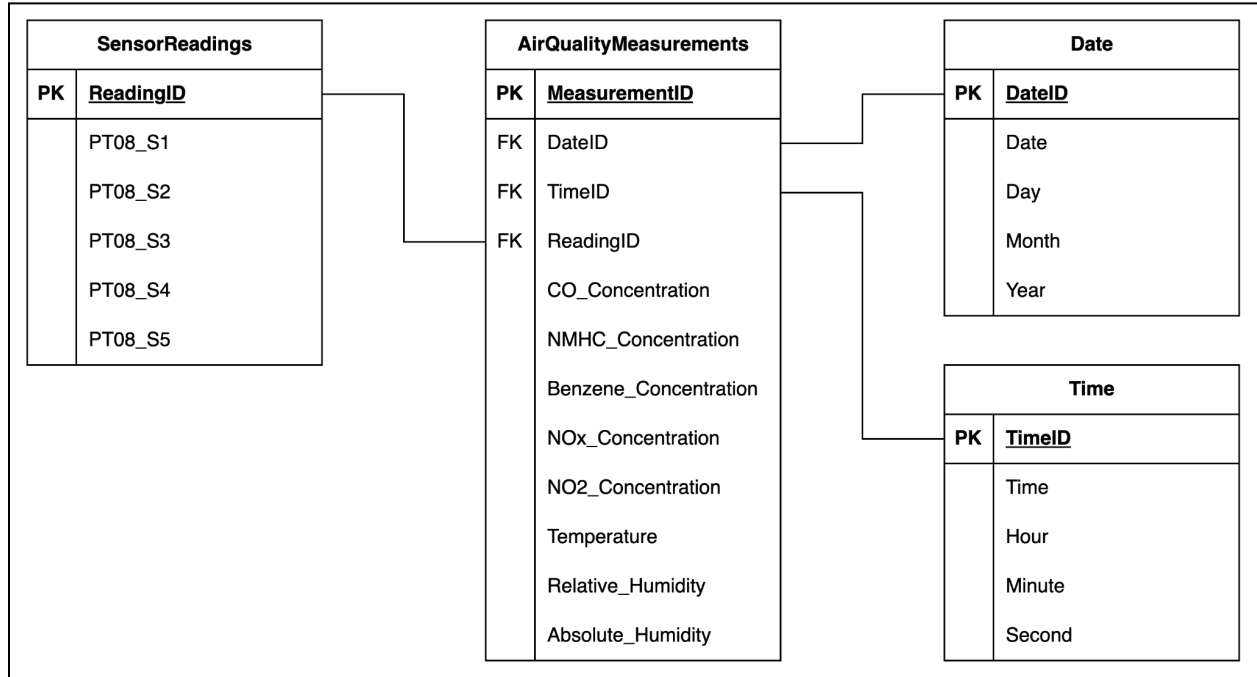 SensorReadings
PK ReadingID
PT08_S1
PT08_S2
PT08_S3
PT08_S4
PT08_S5
AirQualityMeasurements
PK MeasurementID
FK DateID
FK TimeID
FK ReadingID
CO_Concentration
NMHC_Concentration
Benzene_Concentration
NOx_Concentration
NO2_Concentration
Temperature
Relative_Humidity
Absolute_Humidity
Date
PK DateID
Date
Day
Month
Year
Time
PK TimeID
Time
Hour
Minute
Second